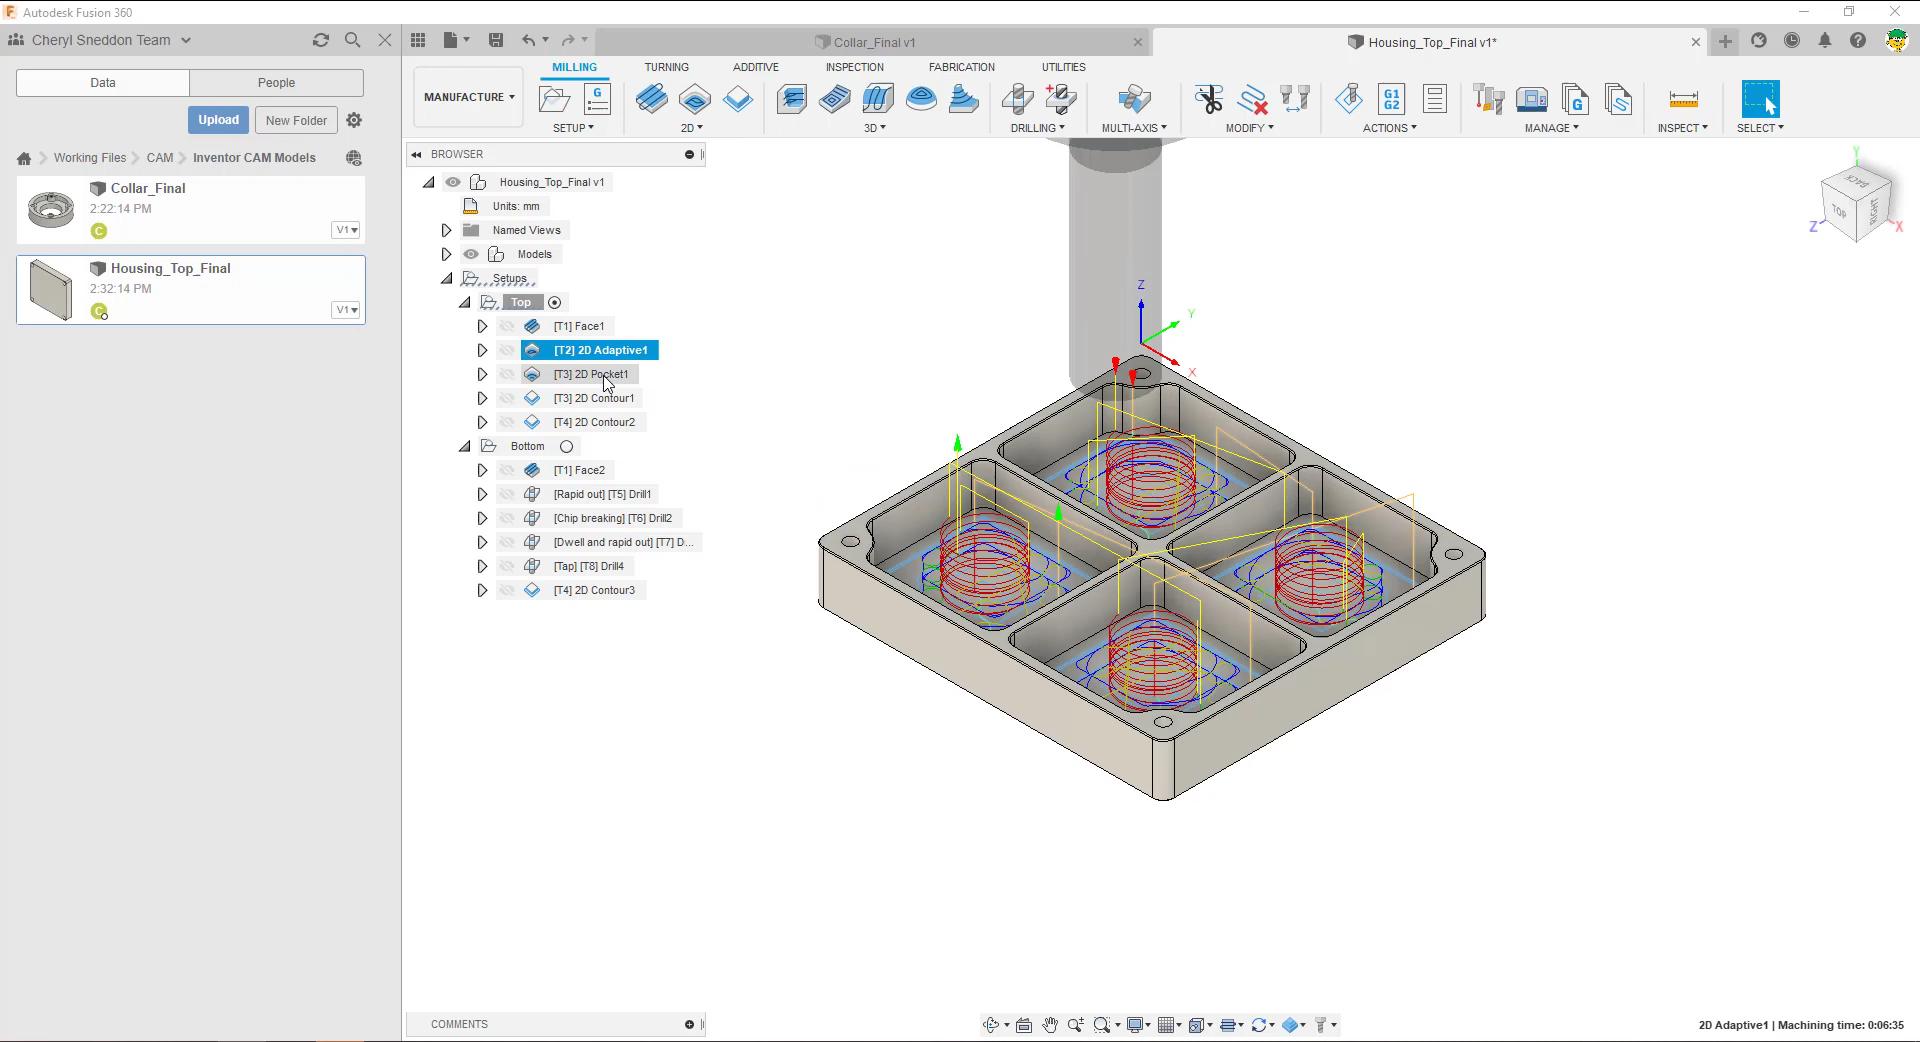 Autodesk Fusion 360
Cheryl Sneddon Team
Data
People
Upload
New Folder
Working Files
CAM
Inventor CAM Models
Collar_Final
2:22:14 PM
C
V1
Housing_Top_Final
2:32:14 PM
C
V1
Collar_Final v1
Housing_Top_Final v1*
MILLING
TURNING
ADDITIVE
INSPECTION
FABRICATION
UTILITIES
MANUFACTURE
G
G1
G2
G
SETUP
2D
3D
DRILLING
MULTI-AXIS
MODIFY
ACTIONS
MANAGE
INSPECT
SELECT
BROWSER
Housing_Top_Final v1
Units: mm
Named Views
Models
Setups
Top
[T1] Face1
[T2] 2D Adaptive1
[T3] 2D Pocket1
[T3] 2D Contour1
[T4] 2D Contour2
Bottom
[T1] Face2
[Rapid out] [T5] Drill1
[Chip breaking] [T6] Drill2
[Dwell and rapid out] [T7] D...
[Tap] [T8] Drill4
[T4] 2D Contour3
Z
Y
X
Y
BACK
TOP
RIGHT
Z
X
COMMENTS
2D Adaptive1 | Machining time: 0:06:35